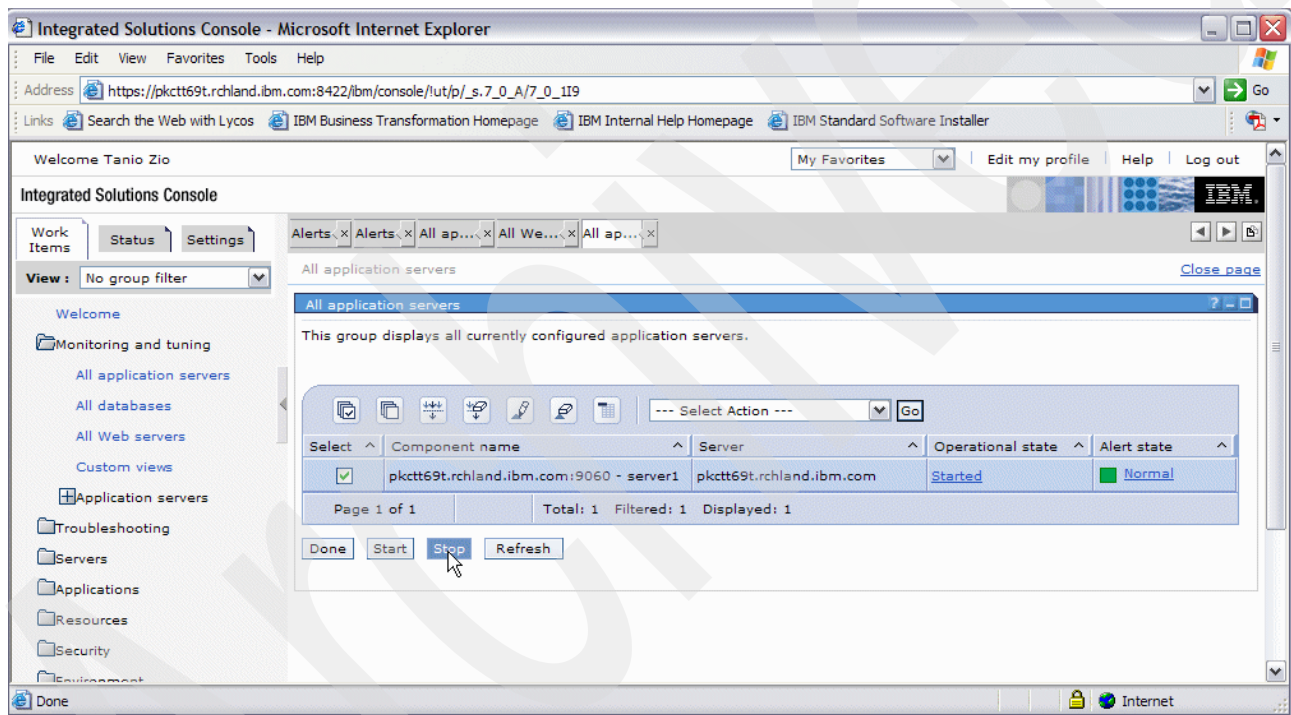 Integrated Solutions Console - Microsoft Internet Explorer
File Edit View Favorites Tools Help
Address https://pkctt69t.rchland.ibm.com:8422/ibm/console/!ut/p/_s.7_0_A/7_0_1I9 Go
Links Search the Web with Lycos IBM Business Transformation Homepage IBM Internal Help Homepage IBM Standard Software Installer
Welcome Tanio Zio My Favorites Edit my profile Help Log out
Integrated Solutions Console IBM.
Work Items Status Settings
Alerts Alerts All ap... All We... All ap...
View : No group filter
All application servers Close page
Welcome
Monitoring and tuning
All application servers
All databases
All Web servers
Custom views
Application servers
Troubleshooting
Servers
Applications
Resources
Security
Environment
All application servers
This group displays all currently configured application servers.
--- Select Action --- Go
Select Component name Server Operational state Alert state
pkctt69t.rchland.ibm.com:9060 - server1 pkctt69t.rchland.ibm.com Started Normal
Page 1 of 1 Total: 1 Filtered: 1 Displayed: 1
Done Start Stop Refresh
Done Internet